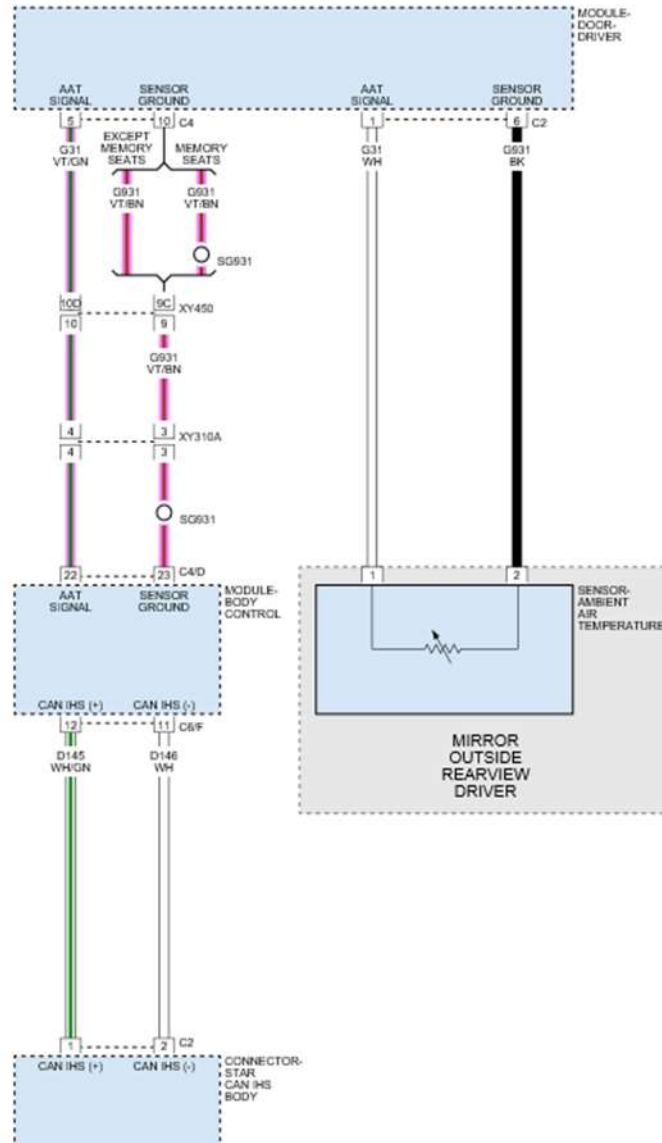 MODULE-
DOOR-
DRIVER
AAT
SIGNAL
SENSOR
GROUND
AAT
SIGNAL
SENSOR
GROUND
5
10
C4
1
6
C2
G31
VT/GN
EXCEPT
MEMORY
SEATS
MEMORY
SEATS
G31
WH
G931
BK
G931
VT/BN
G931
VT/BN
SG931
10D
9C
XY450
10
9
G931
VT/BN
4
3
XY310A
4
3
SG931
22
23
C4/D
AAT
SIGNAL
SENSOR
GROUND
MODULE-
BODY
CONTROL
1
2
SENSOR-
AMBIENT
AIR
TEMPERATURE
CAN IHS (+)
CAN IHS (-)
12
11
C6/F
D145
WH/GN
D146
WH
MIRROR
OUTSIDE
REARVIEW
DRIVER
1
2
C2
CAN IHS (+)
CAN IHS (-)
CONNECTOR-
STAR
CAN IHS
BODY